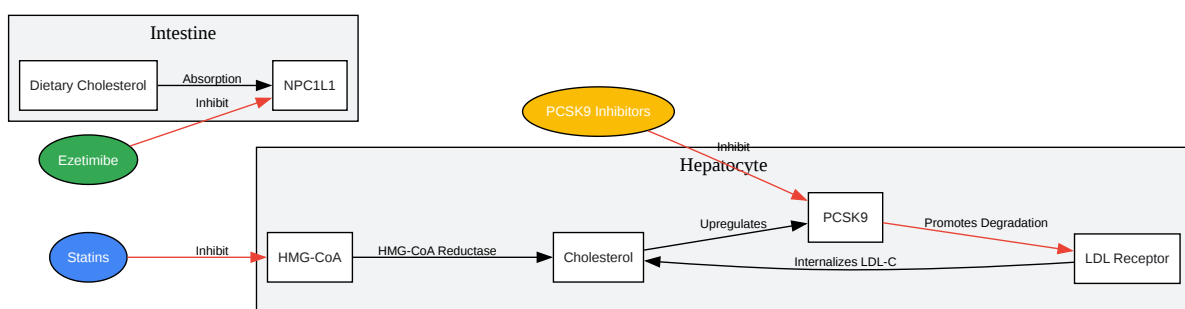 Intestine
Dietary Cholesterol
Absorption
NPC1L1
Inhibit
Ezetimibe
PCSK9 Inhibitors
Inhibit
Hepatocyte
Statins
Inhibit
HMG-CoA
HMG-CoA Reductase
Cholesterol
Upregulates
PCSK9
Promotes Degradation
Internalizes LDL-C
LDL Receptor